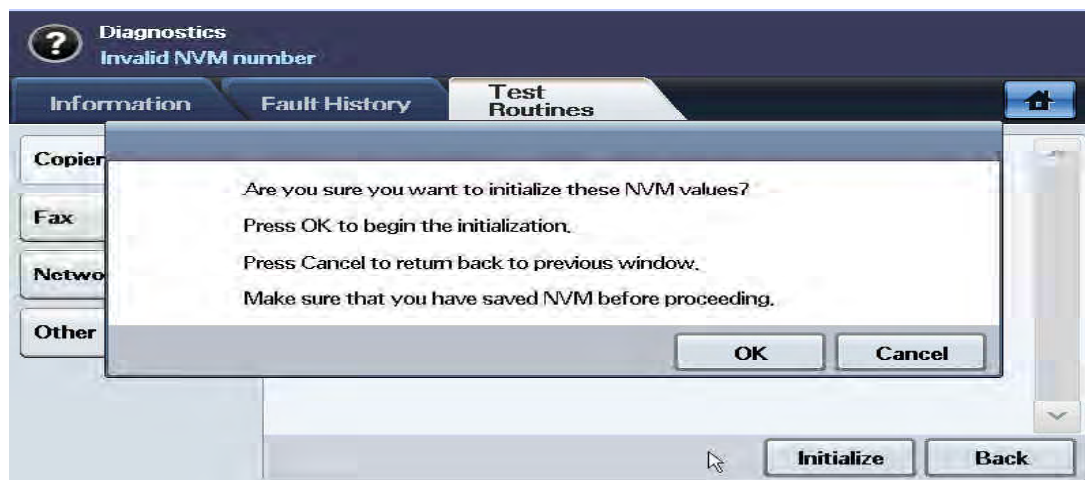 Diagnostics
Invalid NVM number
Information
Fault History
Test
Routines
Copier
Are you sure you want to initialize these NVM values?
Fax
Press OK to begin the initialization.
Netwo
Press Cancel to return back to previous window.
Make sure that you have saved NVM before proceeding.
Other
OK
Cancel
Initialize
Back